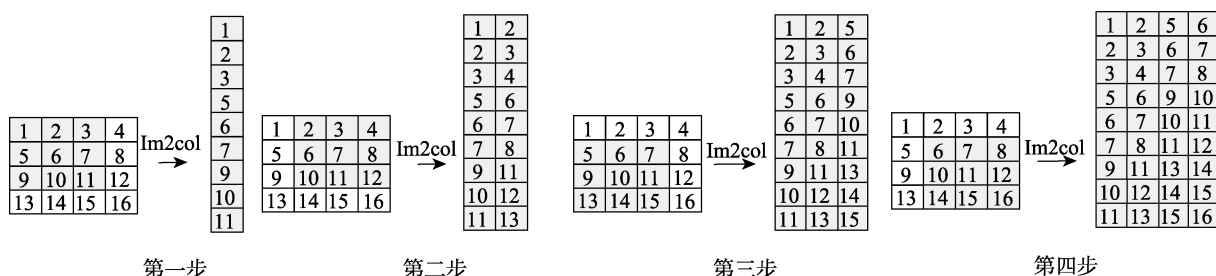 1 2 3 4
5 6 7 8
9 10 11 12
13 14 15 16
Im2col
1
2
3
5
6
7
9
10
11
第一步
1 2 3 4
5 6 7 8
9 10 11 12
13 14 15 16
Im2col
1 2
2 3
3 4
5 6
6 7
7 8
9 11
10 12
11 13
第二步
1 2 3 4
5 6 7 8
9 10 11 12
13 14 15 16
Im2col
1 2 5
2 3 6
3 4 7
5 6 9
6 7 10
7 8 11
9 11 13
10 12 14
11 13 15
第三步
1 2 3 4
5 6 7 8
9 10 11 12
13 14 15 16
Im2col
1 2 5 6
2 3 6 7
3 4 7 8
5 6 9 10
6 7 10 11
7 8 11 12
9 11 13 14
10 12 14 15
11 13 15 16
第四步